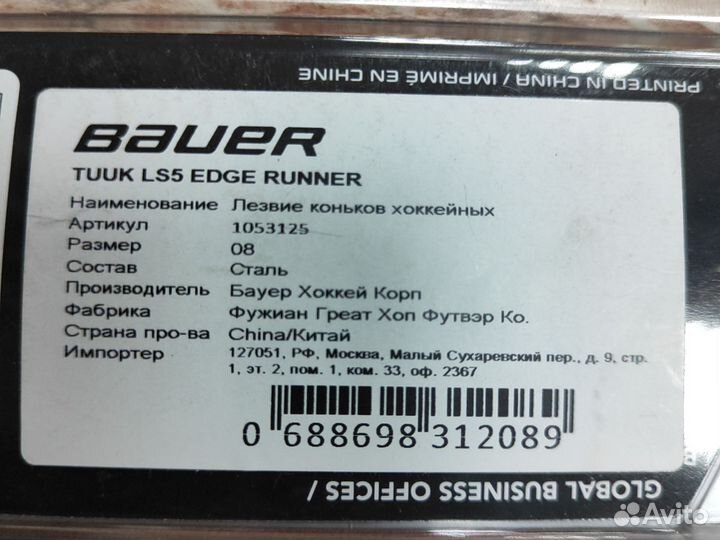 PRINTED IN CHINA / IMPRIMÉ EN CHINE
BAUER
TUUK LS5 EDGE RUNNER
Наименование Лезвие коньков хоккейных
Артикул 1053125
Размер 08
Состав Сталь
Производитель Бауер Хоккей Корп
Фабрика Фужиан Греат Хоп Футвэр Ко.
Страна про-ва China/Китай
Импортер 127051, РФ, Москва, Малый Сухаревский пер., д. 9, стр.
1, эт. 2, пом. 1, ком. 33, оф. 2367
0 688698 312089
GLOBAL BUSINESS OFFICES /
Avito